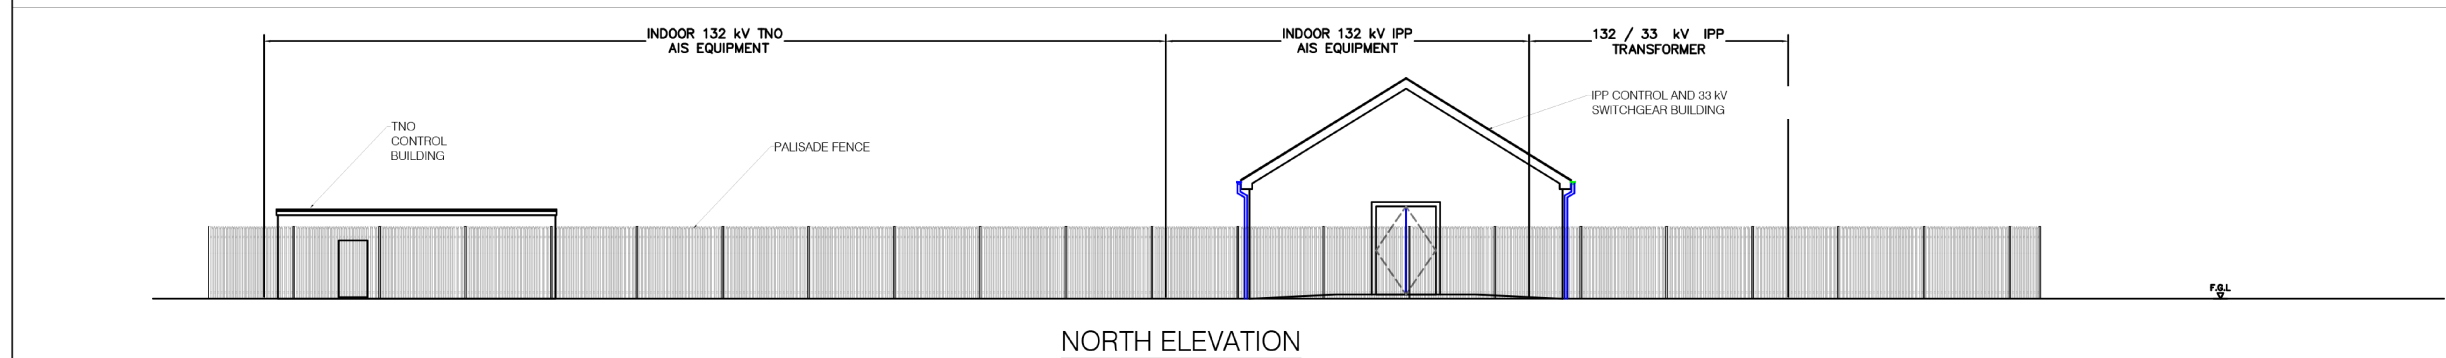 INDOOR 132 kV TNO
AIS EQUIPMENT
INDOOR 132 kV IPP
AIS EQUIPMENT
132 / 33 kV IPP
TRANSFORMER
IPP CONTROL AND 33 kV
SWITCHGEAR BUILDING
TNO
CONTROL
BUILDING
PALISADE FENCE
F.G.L
NORTH ELEVATION